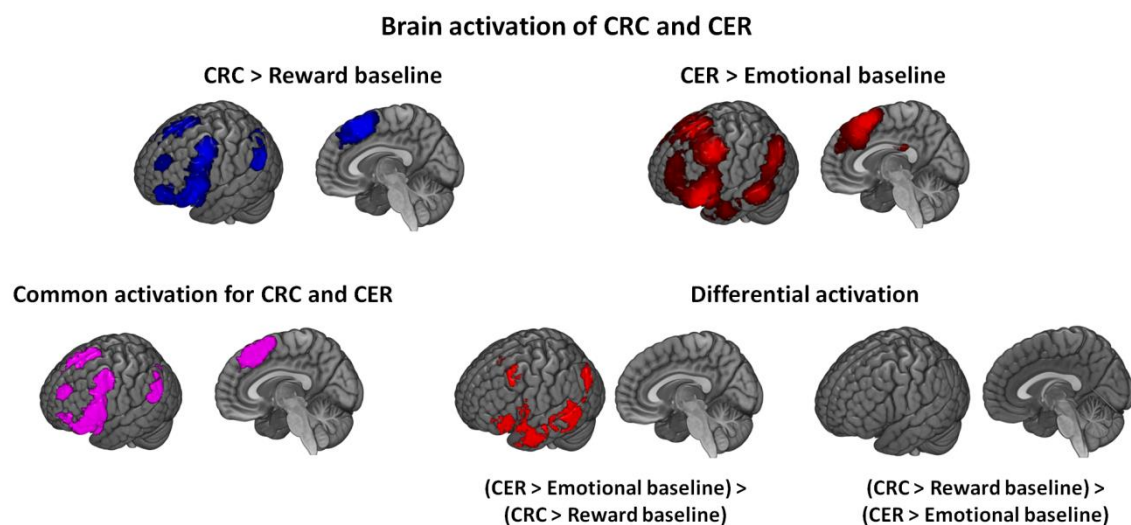 Brain activation of CRC and CER
CRC > Reward baseline
CER > Emotional baseline
Common activation for CRC and CER
Differential activation
(CER > Emotional baseline) >
(CRC > Reward baseline)
(CRC > Reward baseline) >
(CER > Emotional baseline)